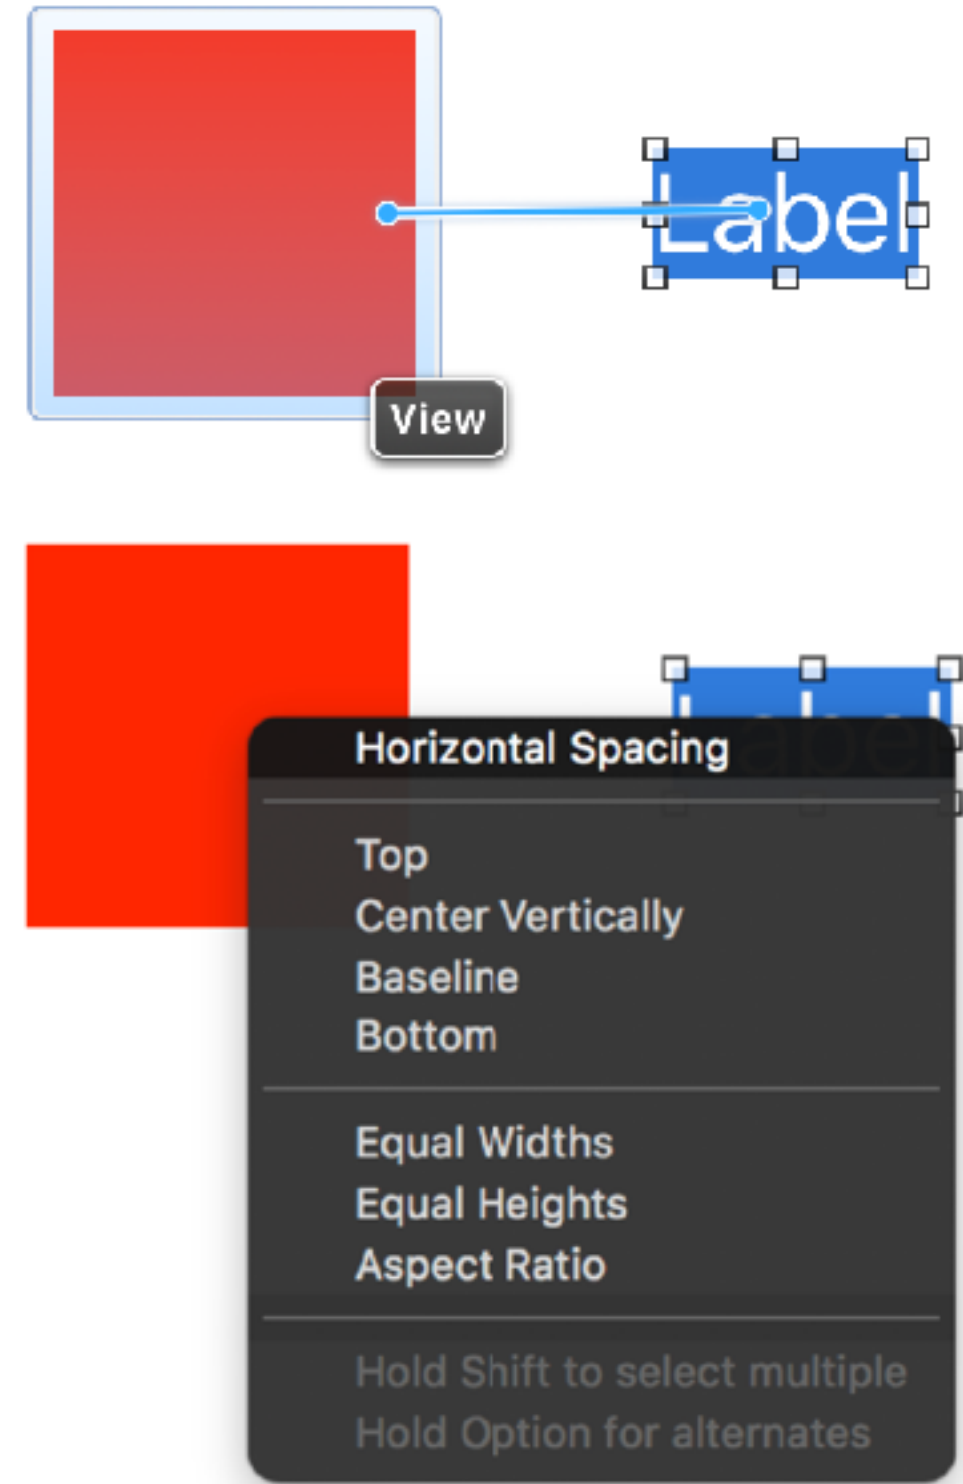 Label
View
Label
Horizontal Spacing
Top
Center Vertically
Baseline
Bottom
Equal Widths
Equal Heights
Aspect Ratio
Hold Shift to select multiple
Hold Option for alternates